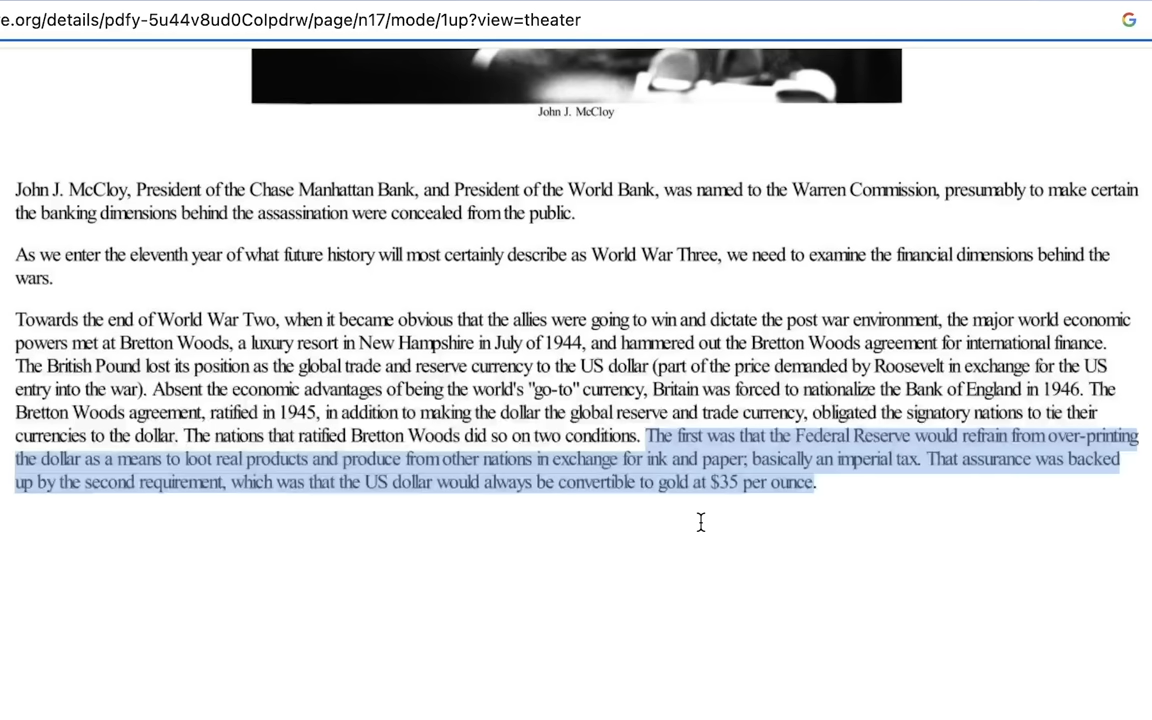 e.org/details/pdfy-5u44v8ud0Colpdrw/page/n17/mode/1up?view=theater
John J. McCloy
John J. McCloy, President of the Chase Manhattan Bank, and President of the World Bank, was named to the Warren Commission, presumably to make certain
the banking dimensions behind the assassination were concealed from the public.
As we enter the eleventh year of what future history will most certainly describe as World War Three, we need to examine the financial dimensions behind the
wars.
Towards the end of World War Two, when it became obvious that the allies were going to win and dictate the post war environment, the major world economic
powers met at Bretton Woods, a luxury resort in New Hampshire in July of 1944, and hammered out the Bretton Woods agreement for international finance.
The British Pound lost its position as the global trade and reserve currency to the US dollar (part of the price demanded by Roosevelt in exchange for the US
entry into the war). Absent the economic advantages of being the world's "go-to" currency, Britain was forced to nationalize the Bank of England in 1946. The
Bretton Woods agreement, ratified in 1945, in addition to making the dollar the global reserve and trade currency, obligated the signatory nations to tie their
currencies to the dollar. The nations that ratified Bretton Woods did so on two conditions. The first was that the Federal Reserve would refrain from over-printing
the dollar as a means to loot real products and produce from other nations in exchange for ink and paper; basically an imperial tax. That assurance was backed
up by the second requirement, which was that the US dollar would always be convertible to gold at $35 per ounce.